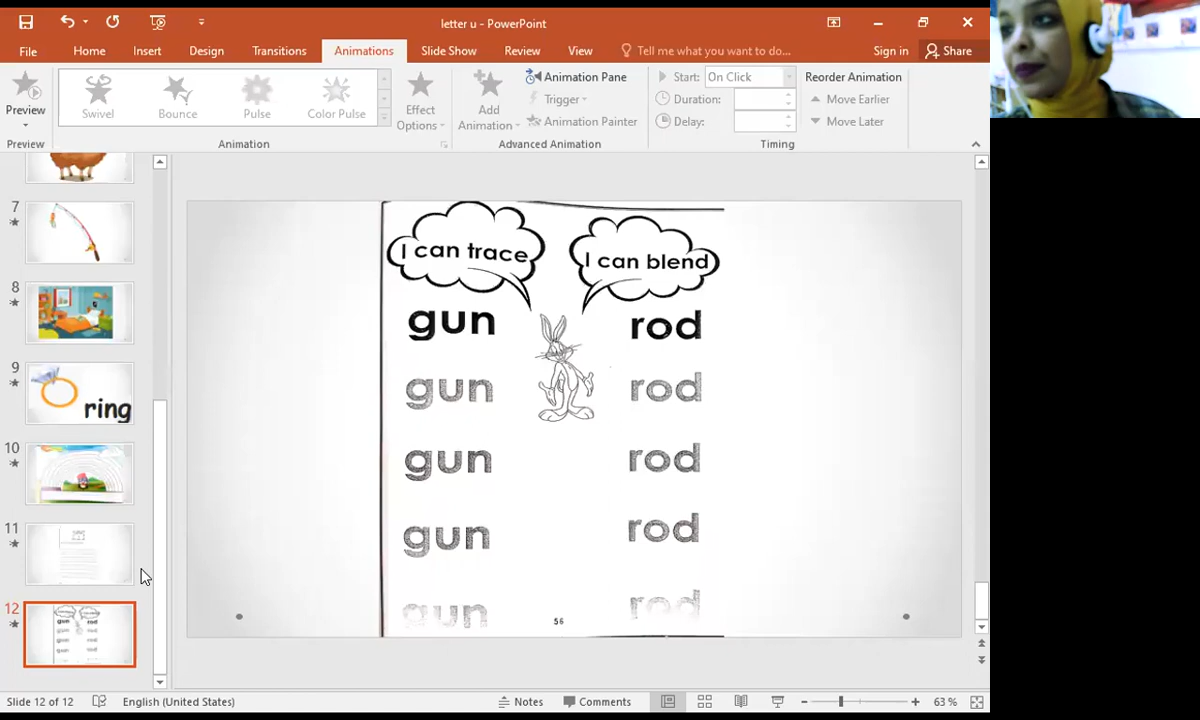 letter u - PowerPoint
File Home Insert Design Transitions Animations Slide Show Review View Tell me what you want to do... Sign in Share
Preview
Swivel Bounce Pulse Color Pulse
Effect Options
Add Animation
Animation Pane
Trigger
Animation Painter
Start: On Click
Duration:
Delay:
Reorder Animation
Move Earlier
Move Later
Preview Animation Advanced Animation Timing
7
8
9
ring
10
11
12
I can trace I can blend
gun rod
gun rod
gun rod
gun rod
gun rod
56
Slide 12 of 12 English (United States) Notes Comments 63 %